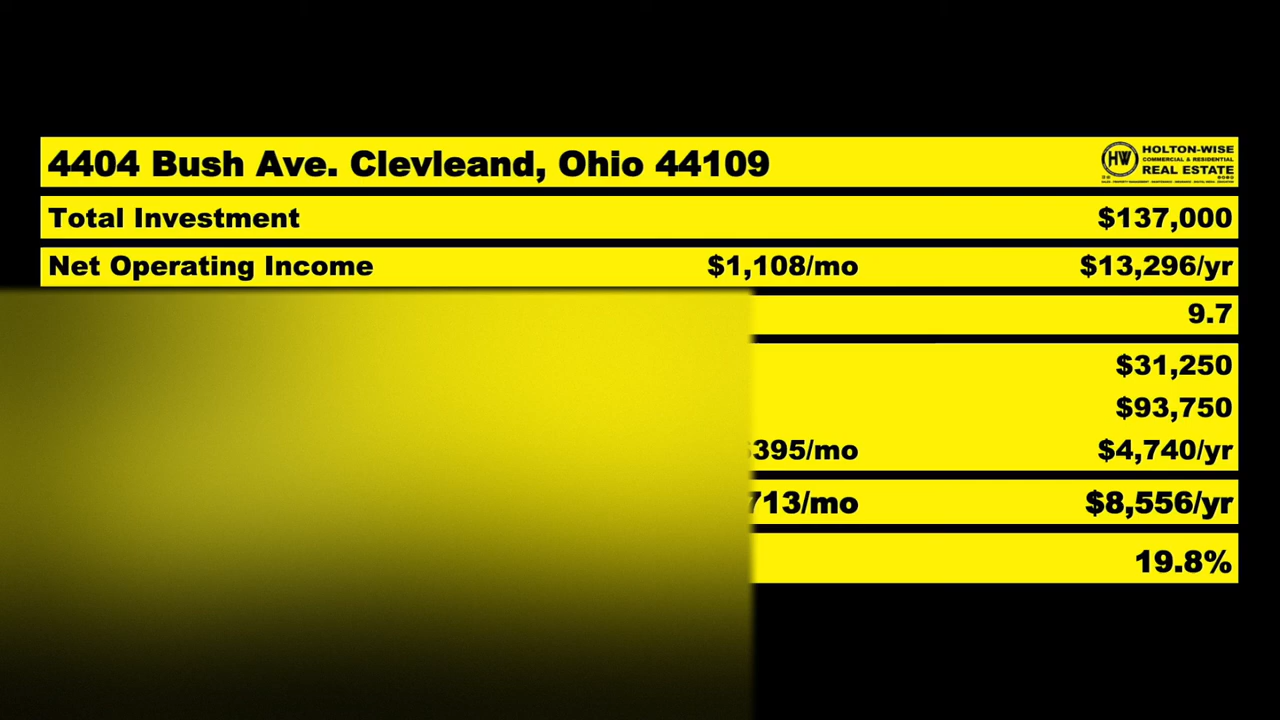 4404 Bush Ave. Clevleand, Ohio 44109
HW HOLTON-WISE
COMMERCIAL & RESIDENTIAL
REAL ESTATE
Total Investment $137,000
Net Operating Income $1,108/mo $13,296/yr
9.7
$31,250
$93,750
395/mo $4,740/yr
713/mo $8,556/yr
19.8%